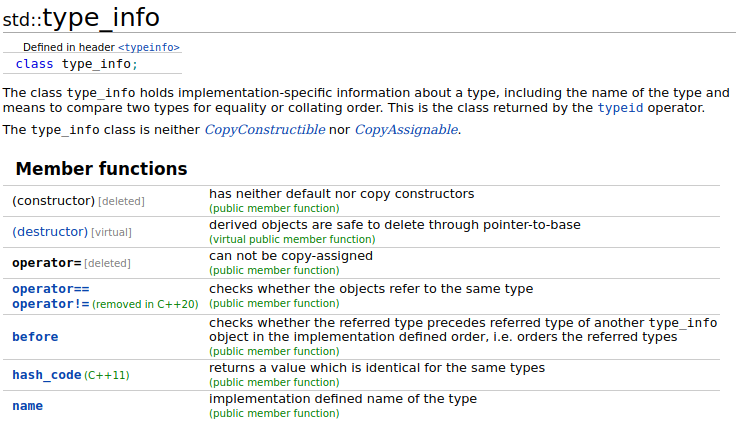 std::type_info
Defined in header <typeinfo>
class type_info;
The class type_info holds implementation-specific information about a type, including the name of the type and
means to compare two types for equality or collating order. This is the class returned by the typeid operator.
The type_info class is neither CopyConstructible nor CopyAssignable.
Member functions
(constructor) [deleted] has neither default nor copy constructors
(public member function)
(destructor) [virtual] derived objects are safe to delete through pointer-to-base
(virtual public member function)
operator= [deleted] can not be copy-assigned
(public member function)
operator== checks whether the objects refer to the same type
operator!= (removed in C++20) (public member function)
checks whether the referred type precedes referred type of another type_info
before object in the implementation defined order, i.e. orders the referred types
(public member function)
hash_code (C++11) returns a value which is identical for the same types
(public member function)
name implementation defined name of the type
(public member function)